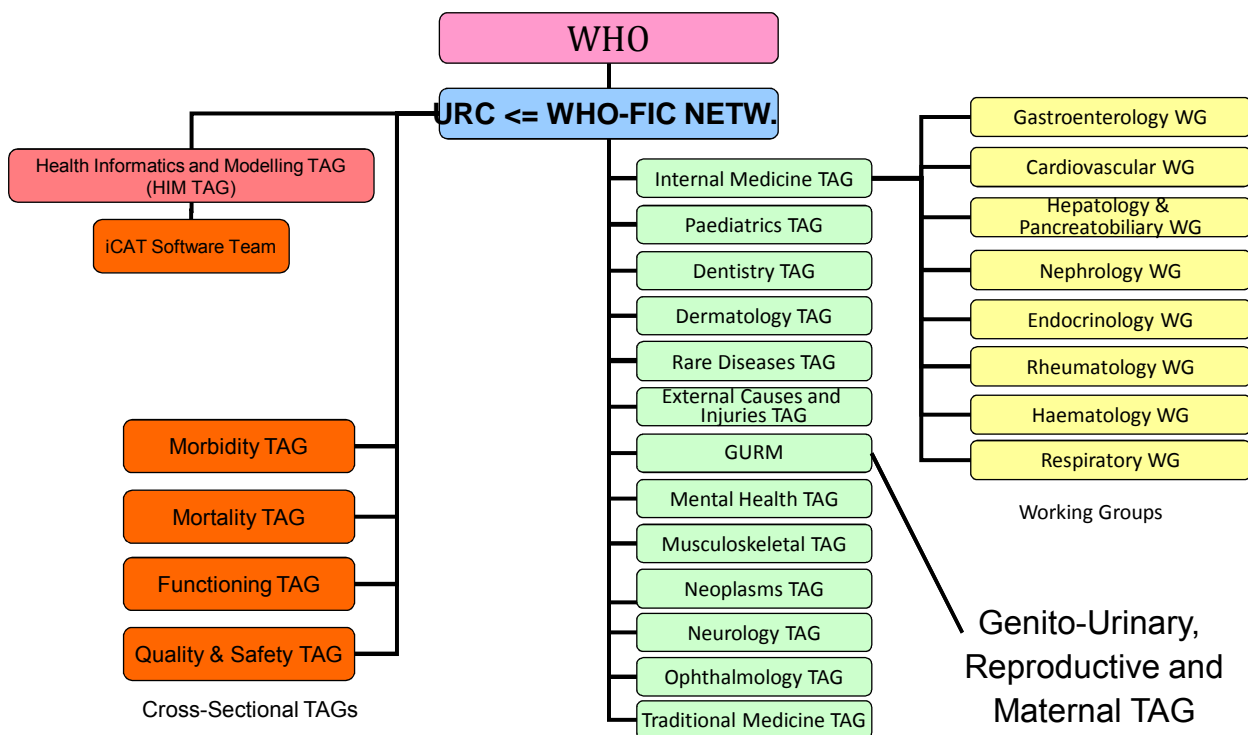 WHO
URC <= WHO-FIC NETW.
Health Informatics and Modelling TAG
(HIM TAG)
iCAT Software Team
Morbidity TAG
Mortality TAG
Functioning TAG
Quality & Safety TAG
Cross-Sectional TAGs
Internal Medicine TAG
Paediatrics TAG
Dentistry TAG
Dermatology TAG
Rare Diseases TAG
External Causes and
Injuries TAG
GURM
Mental Health TAG
Musculoskeletal TAG
Neoplasms TAG
Neurology TAG
Ophthalmology TAG
Traditional Medicine TAG
Gastroenterology WG
Cardiovascular WG
Hepatology &
Pancreatobiliary WG
Nephrology WG
Endocrinology WG
Rheumatology WG
Haematology WG
Respiratory WG
Working Groups
Genito-Urinary,
Reproductive and
Maternal TAG